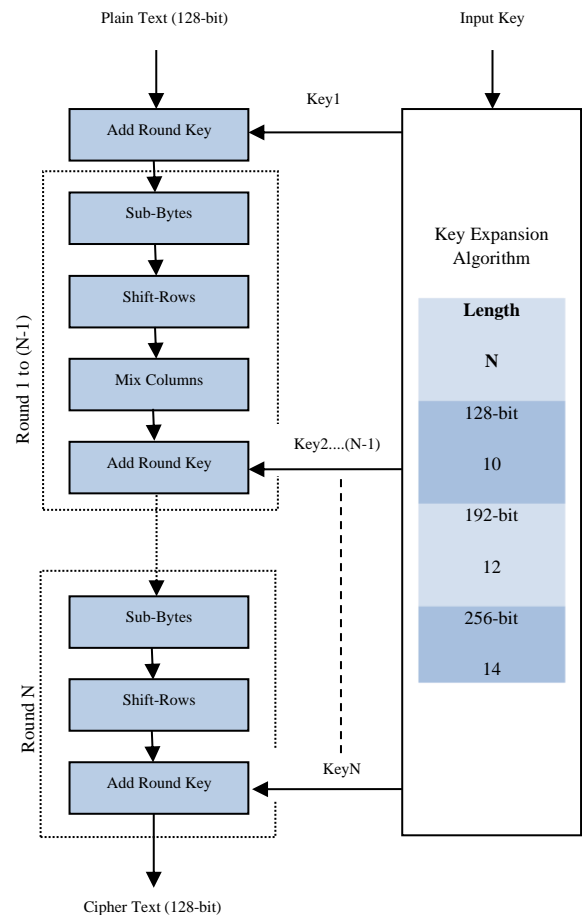 Plain Text (128-bit)
Input Key
Key1
Add Round Key
Sub-Bytes
Key Expansion
Algorithm
Shift-Rows
Length
N
Round 1 to (N-1)
Mix Columns
128-bit
Key2....(N-1)
Add Round Key
10
192-bit
12
Sub-Bytes
256-bit
14
Shift-Rows
Round N
KeyN
Add Round Key
Cipher Text (128-bit)